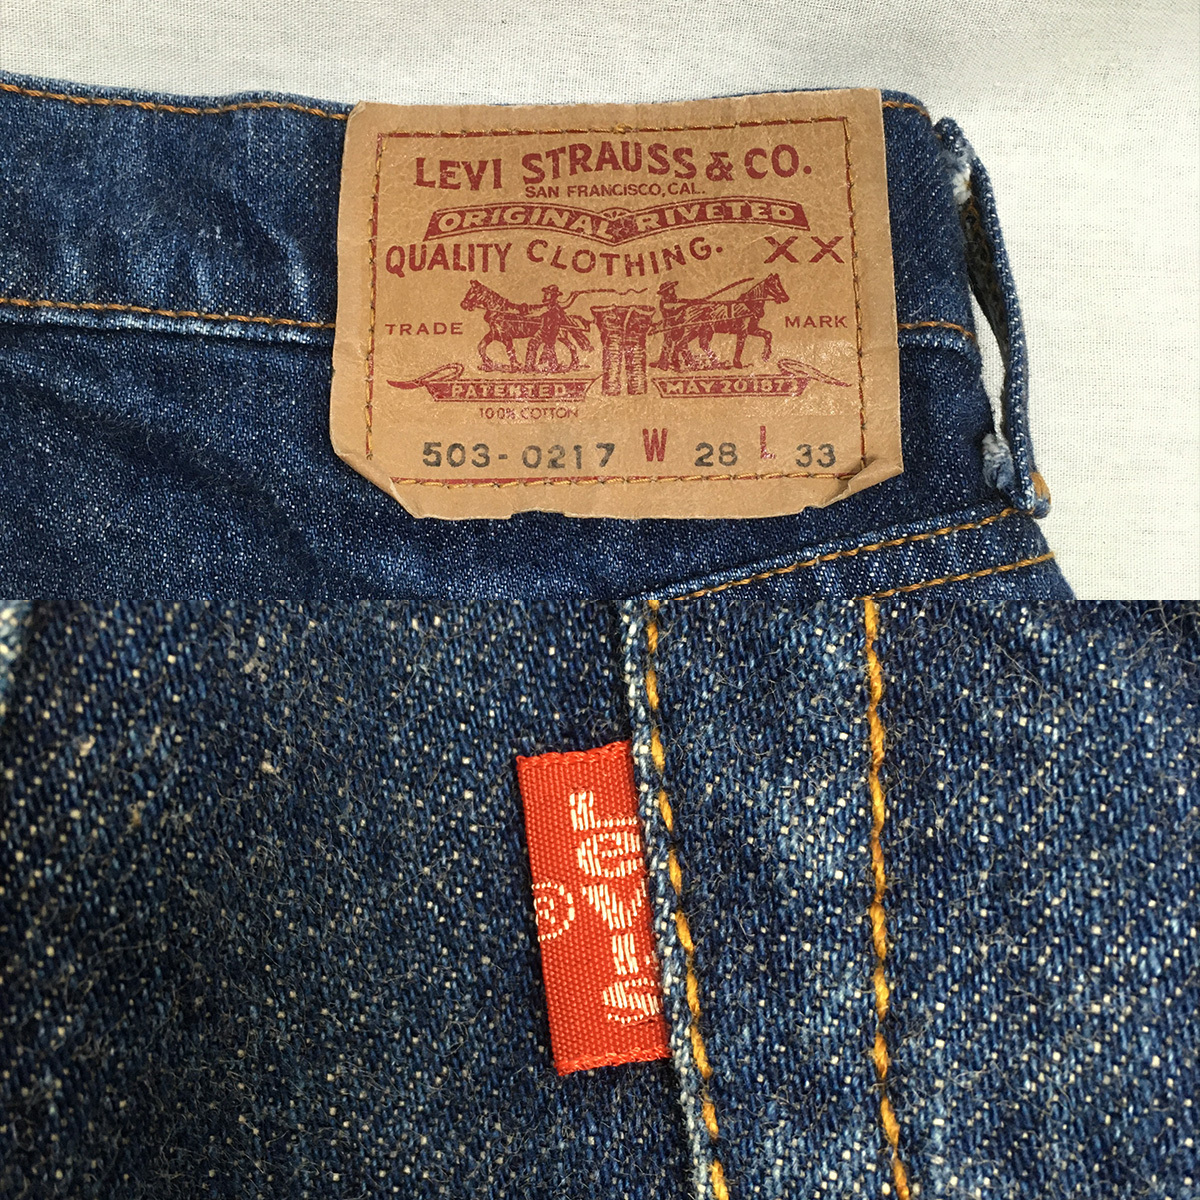 LEVI STRAUSS & CO.
SAN FRANCISCO, CAL.
ORIGINAL RIVETED
QUALITY CLOTHING. XX
TRADE MARK
PATENTED MAY 20 1873
100% COTTON
503-0217 W 28 L 33
Levi's
®